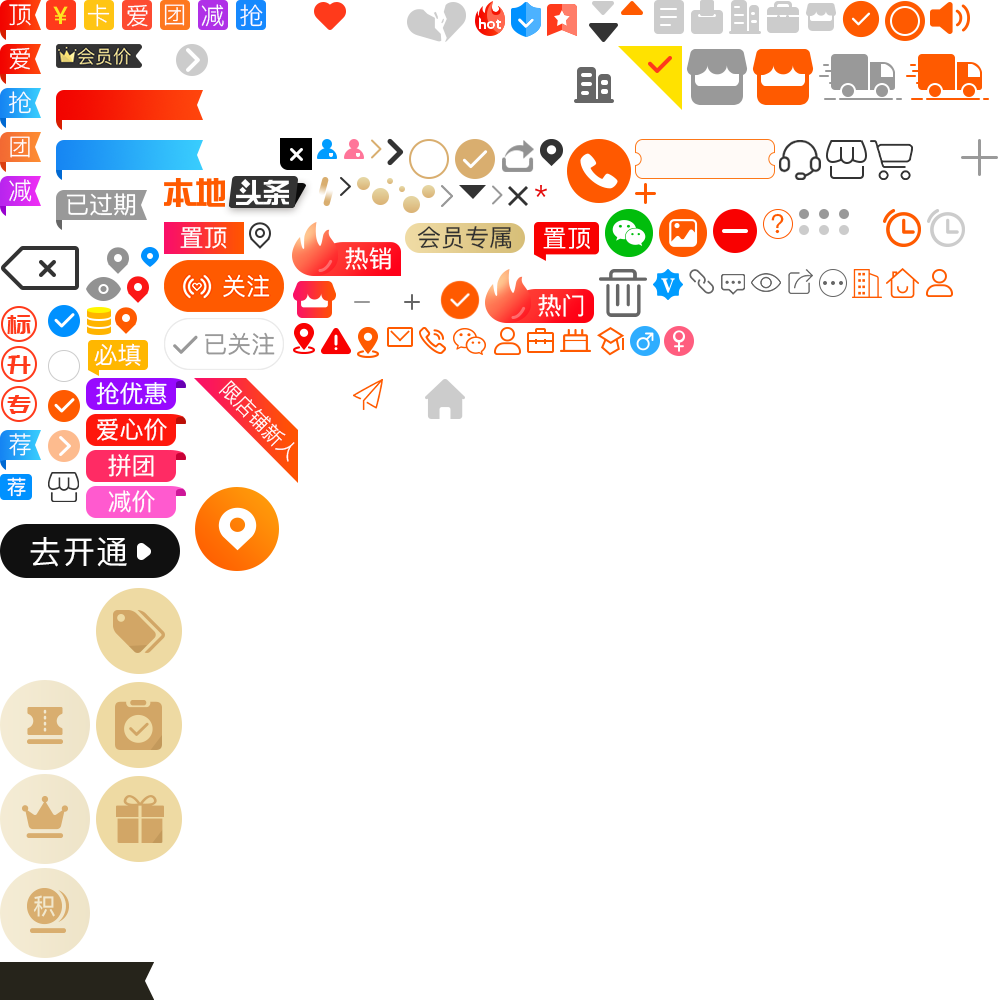 顶 ¥ 卡 爱 团 减 抢
hot
爱
会员价
抢
团
减
已过期
本地头条
置顶
热销
会员专属
置顶
关注
热门
V
标
必填
已关注
升
抢优惠
限店铺新人
专
爱心价
荐
拼团
荐
减价
去开通
积